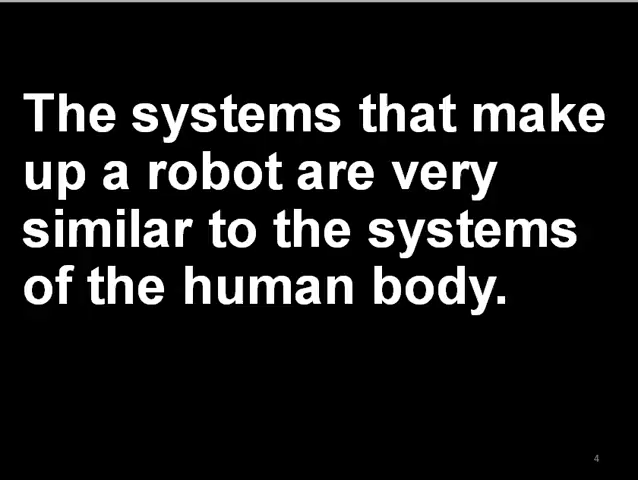 The systems that make
up a robot are very
similar to the systems
of the human body.
4